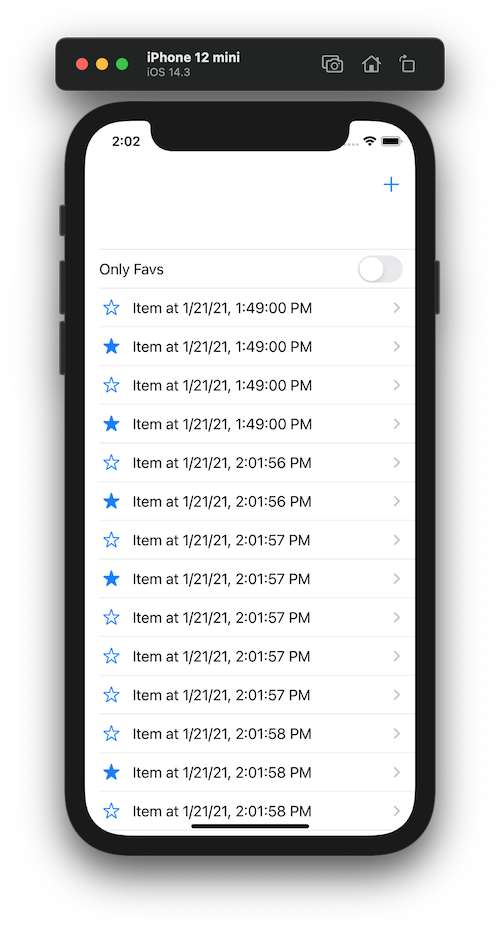 iPhone 12 mini
iOS 14.3
2:02
Only Favs
Item at 1/21/21, 1:49:00 PM
Item at 1/21/21, 1:49:00 PM
Item at 1/21/21, 1:49:00 PM
Item at 1/21/21, 1:49:00 PM
Item at 1/21/21, 2:01:56 PM
Item at 1/21/21, 2:01:56 PM
Item at 1/21/21, 2:01:57 PM
Item at 1/21/21, 2:01:57 PM
Item at 1/21/21, 2:01:57 PM
Item at 1/21/21, 2:01:57 PM
Item at 1/21/21, 2:01:57 PM
Item at 1/21/21, 2:01:58 PM
Item at 1/21/21, 2:01:58 PM
Item at 1/21/21, 2:01:58 PM